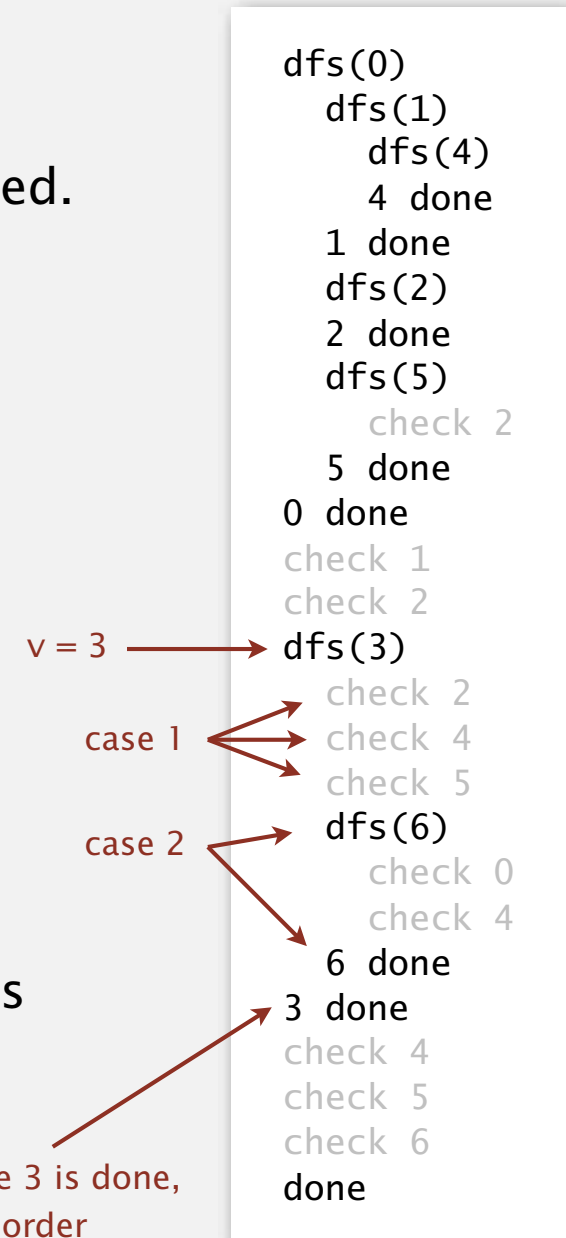 dfs(0)
dfs(1)
dfs(4)
ed.
4 done
1 done
dfs(2)
2 done
dfs(5)
check 2
5 done
0 done
check 1
check 2
v = 3
dfs(3)
check 2
case 1
check 4
check 5
dfs(6)
case 2
check 0
check 4
6 done
s
3 done
check 4
check 5
check 6
e 3 is done,
done
order